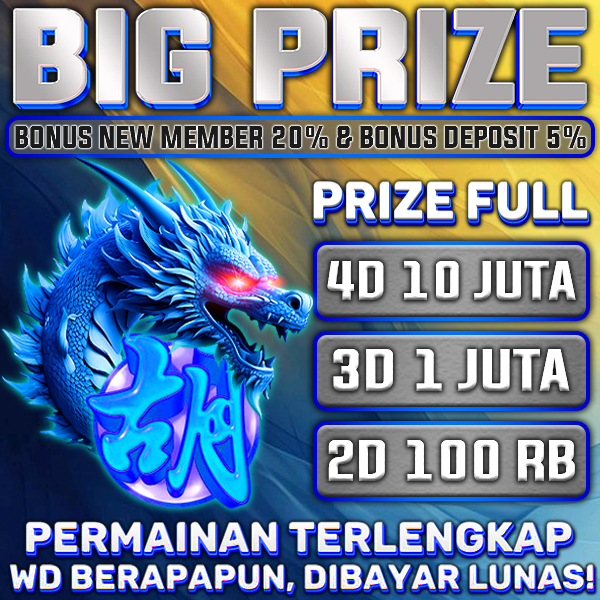 BIG PRIZE
BONUS NEW MEMBER 20% & BONUS DEPOSIT 5%
PRIZE FULL
4D 10 JUTA
3D 1 JUTA
2D 100 RB
胡
PERMAINAN TERLENGKAP
WD BERAPAPUN, DIBAYAR LUNAS!